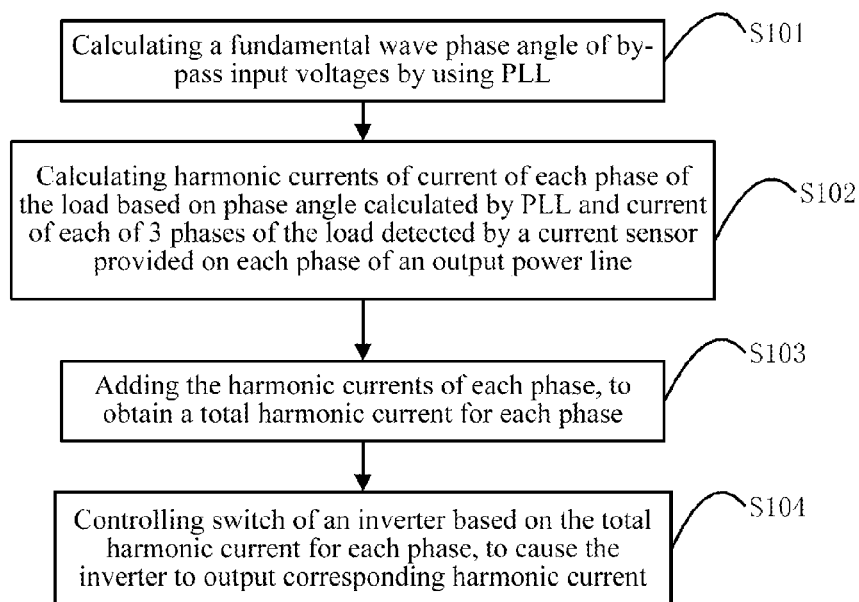 Calculating a fundamental wave phase angle of by-
pass input voltages by using PLL
S101
Calculating harmonic currents of current of each phase of
the load based on phase angle calculated by PLL and current
of each of 3 phases of the load detected by a current sensor
provided on each phase of an output power line
S102
Adding the harmonic currents of each phase, to
obtain a total harmonic current for each phase
S103
Controlling switch of an inverter based on the total
harmonic current for each phase, to cause the
inverter to output corresponding harmonic current
S104